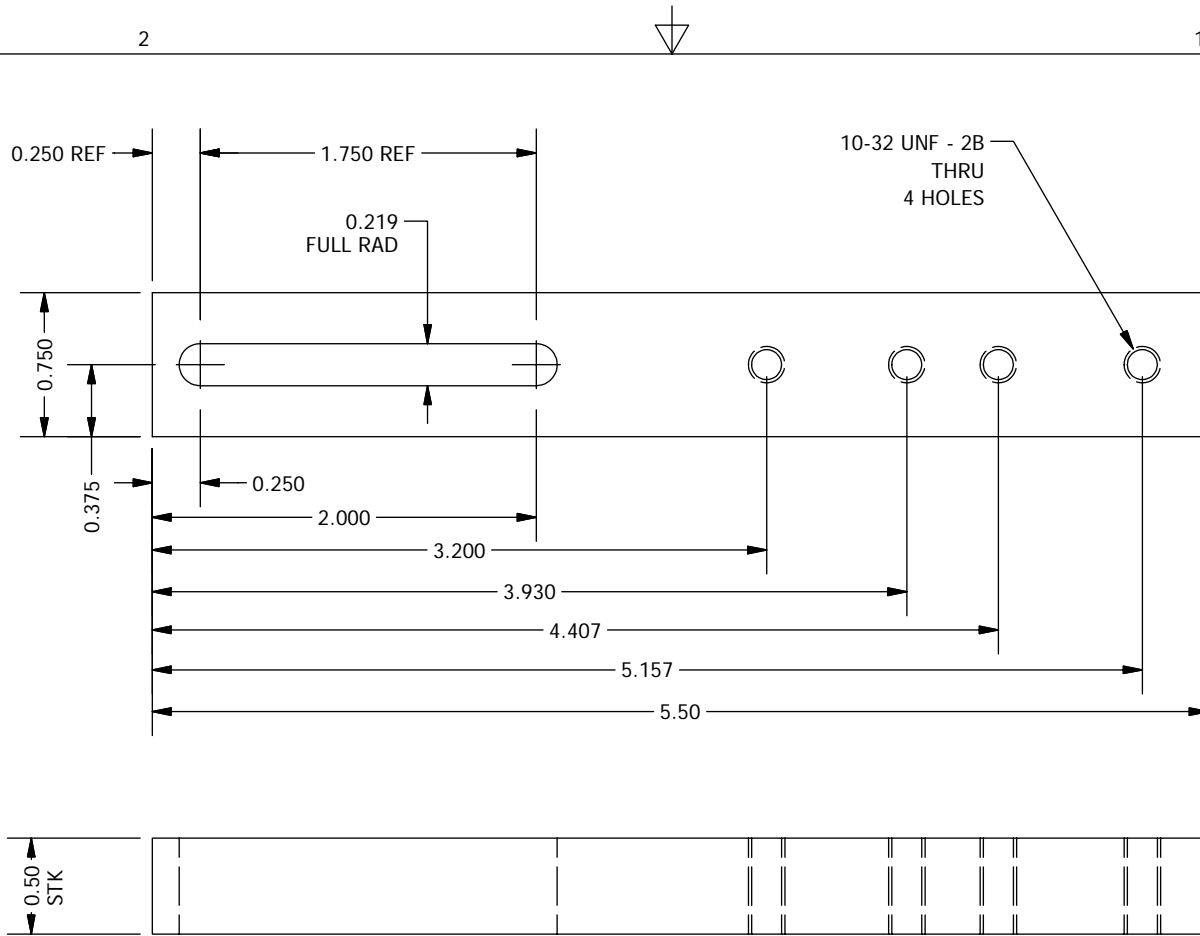 2
1
0.250 REF
1.750 REF
10-32 UNF - 2B
THRU
4 HOLES
0.219
FULL RAD
0.750
0.375
0.250
2.000
3.200
3.930
4.407
5.157
5.50
0.50
STK